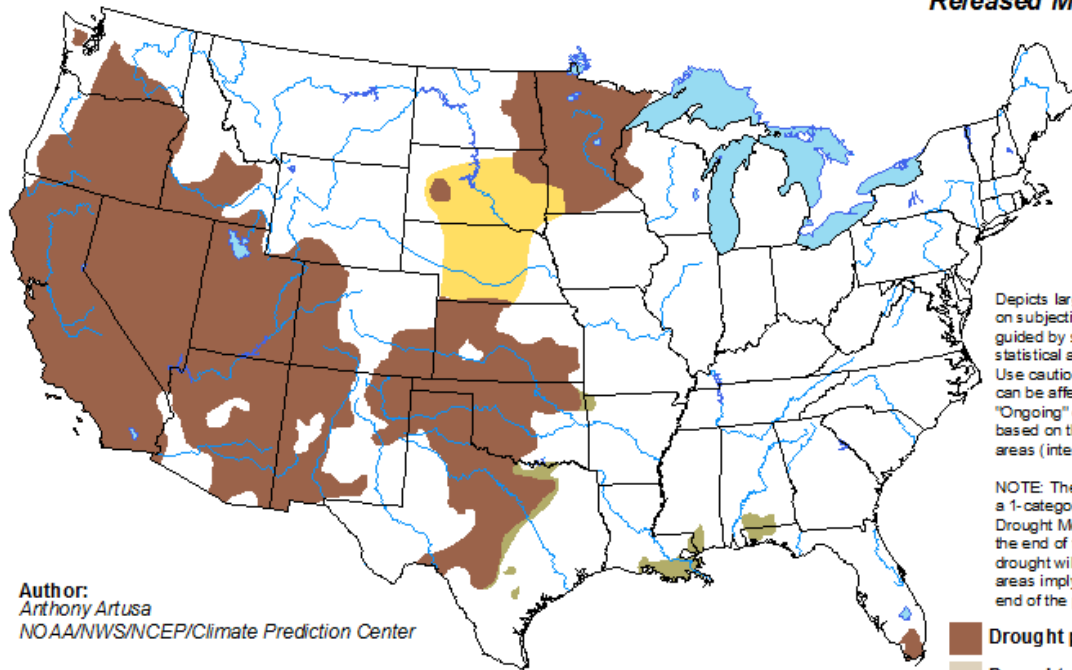 Rereased M
Depicts lar
on subjecti
guided by s
statistical a
Use cautio
can be affe
"Ongoing"
based on th
areas (inte
NOTE: The
a 1-catego
Drought Mo
the end of
drought wil
areas imply
end of the
Author:
Anthony Artusa
NOAA/NWS/NCEP/Climate Prediction Center
Drought p